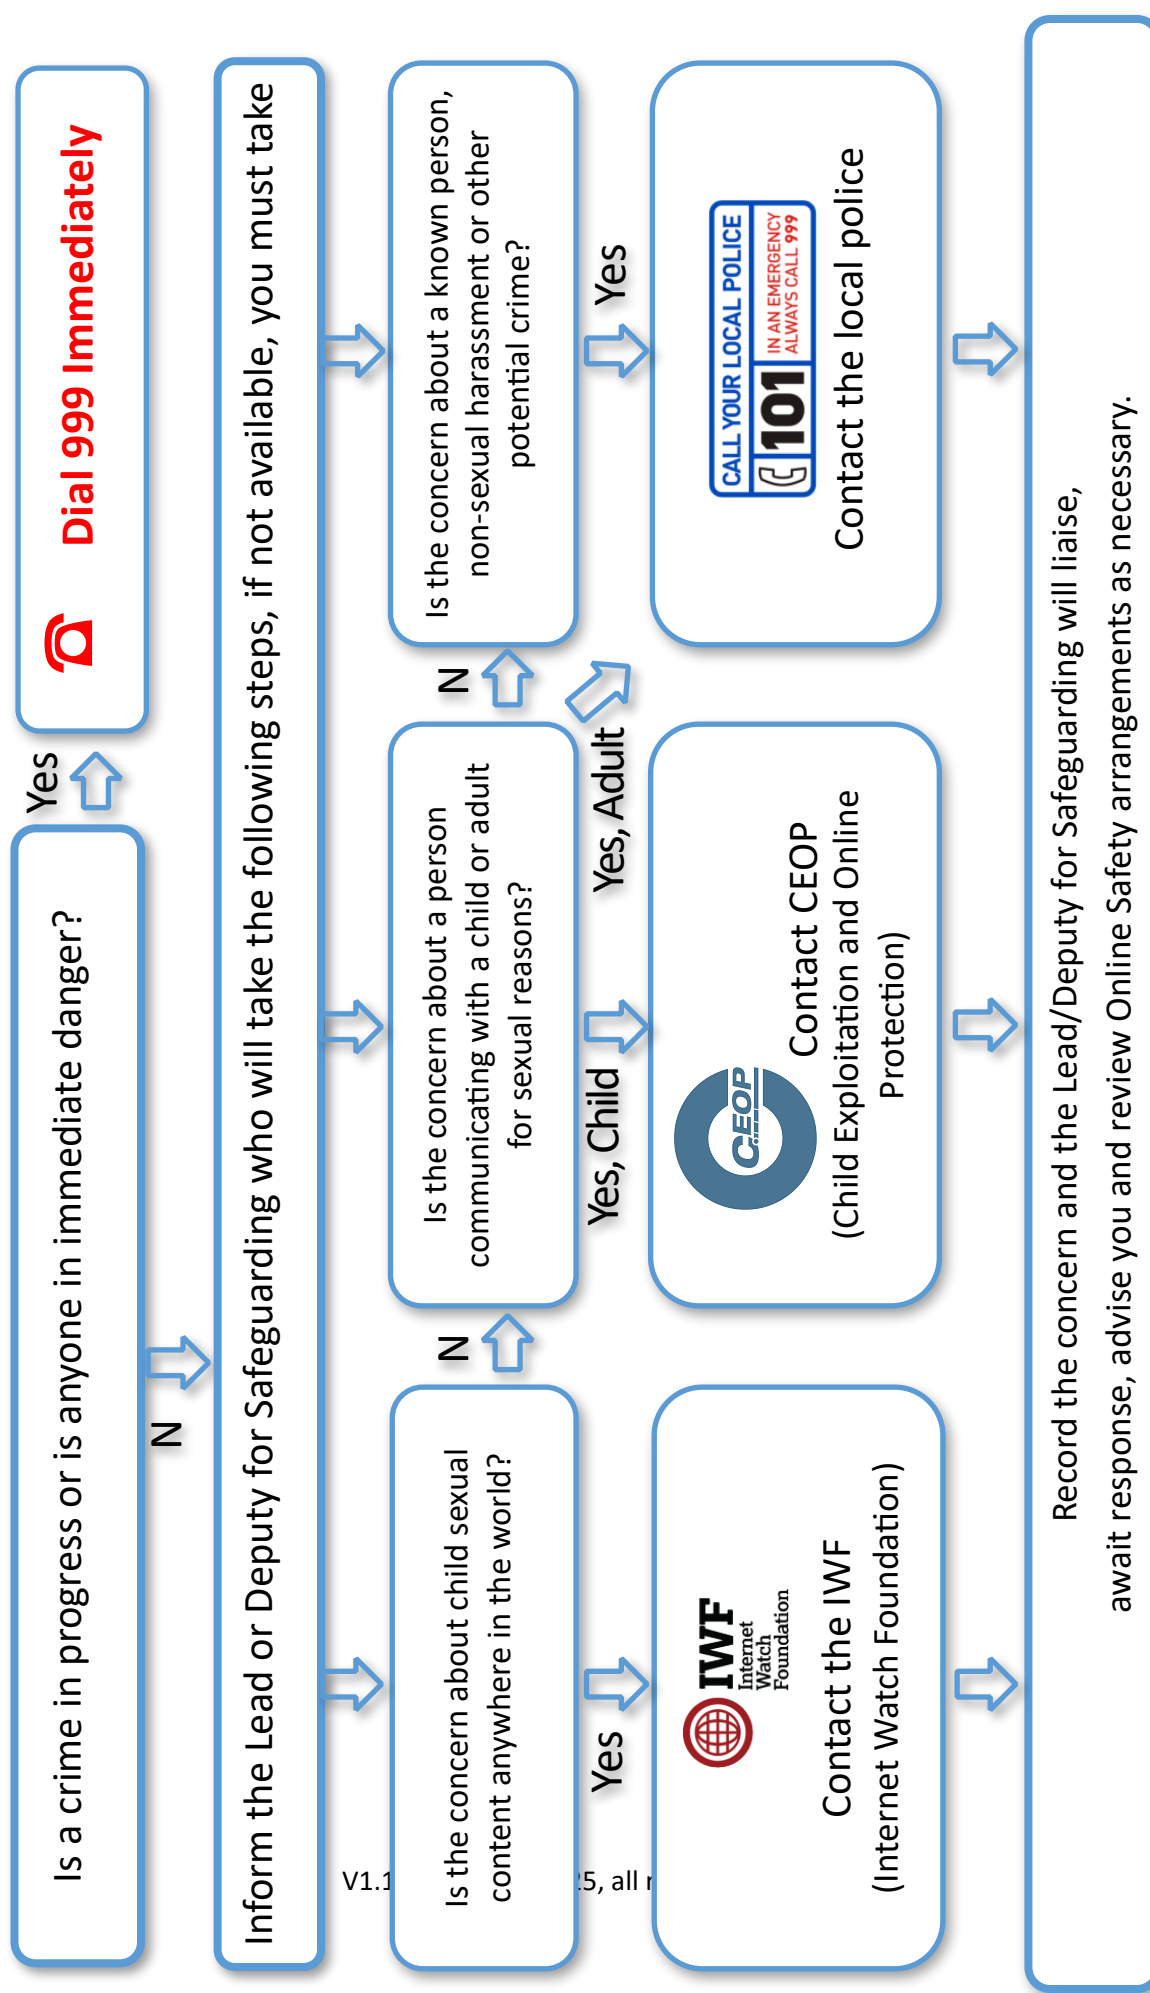 Is a crime in progress or is anyone in immediate danger?
Yes
Dial 999 Immediately
N
Inform the Lead or Deputy for Safeguarding who will take the following steps, if not available, you must take
Is the concern about child sexual
content anywhere in the world?
N
Is the concern about a person
communicating with a child or adult
for sexual reasons?
N
Is the concern about a known person,
non-sexual harassment or other
potential crime?
Yes
Yes, Child
Yes, Adult
Yes
IWF
Internet
Watch
Foundation
Contact the IWF
(Internet Watch Foundation)
CEOP
Contact CEOP
(Child Exploitation and Online
Protection)
CALL YOUR LOCAL POLICE
101
IN AN EMERGENCY
ALWAYS CALL 999
Contact the local police
Record the concern and the Lead/Deputy for Safeguarding will liaise,
await response, advise you and review Online Safety arrangements as necessary.
V1.1 25, all